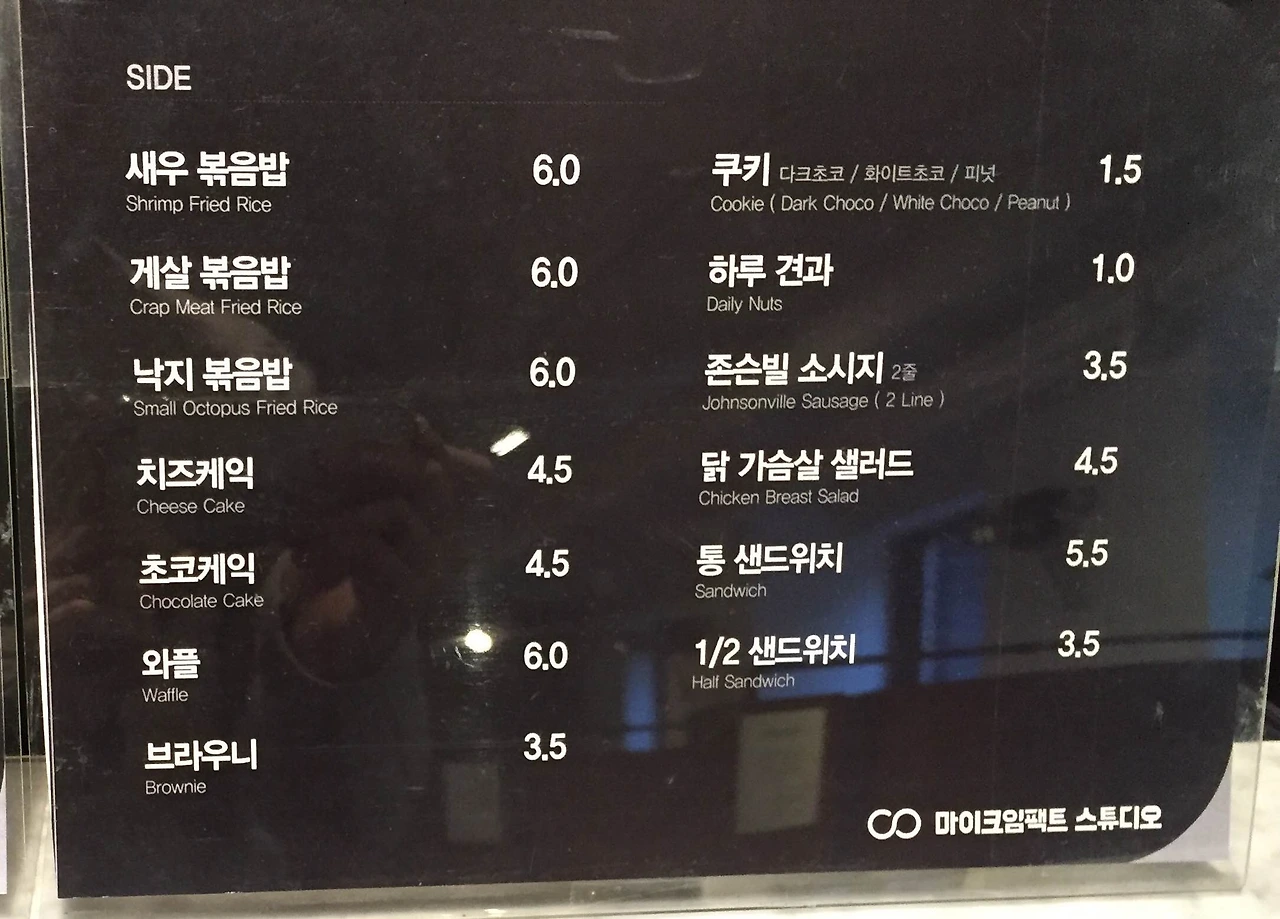 SIDE
새우 볶음밥 6.0
Shrimp Fried Rice
게살 볶음밥 6.0
Crap Meat Fried Rice
낙지 볶음밥 6.0
Small Octopus Fried Rice
치즈케익 4.5
Cheese Cake
초코케익 4.5
Chocolate Cake
와플 6.0
Waffle
브라우니 3.5
Brownie
쿠키 다크초코 / 화이트초코 / 피넛 1.5
Cookie ( Dark Choco / White Choco / Peanut )
하루 견과 1.0
Daily Nuts
존슨빌 소시지 2줄 3.5
Johnsonville Sausage ( 2 Line )
닭 가슴살 샐러드 4.5
Chicken Breast Salad
통 샌드위치 5.5
Sandwich
1/2 샌드위치 3.5
Half Sandwich
마이크임팩트 스튜디오